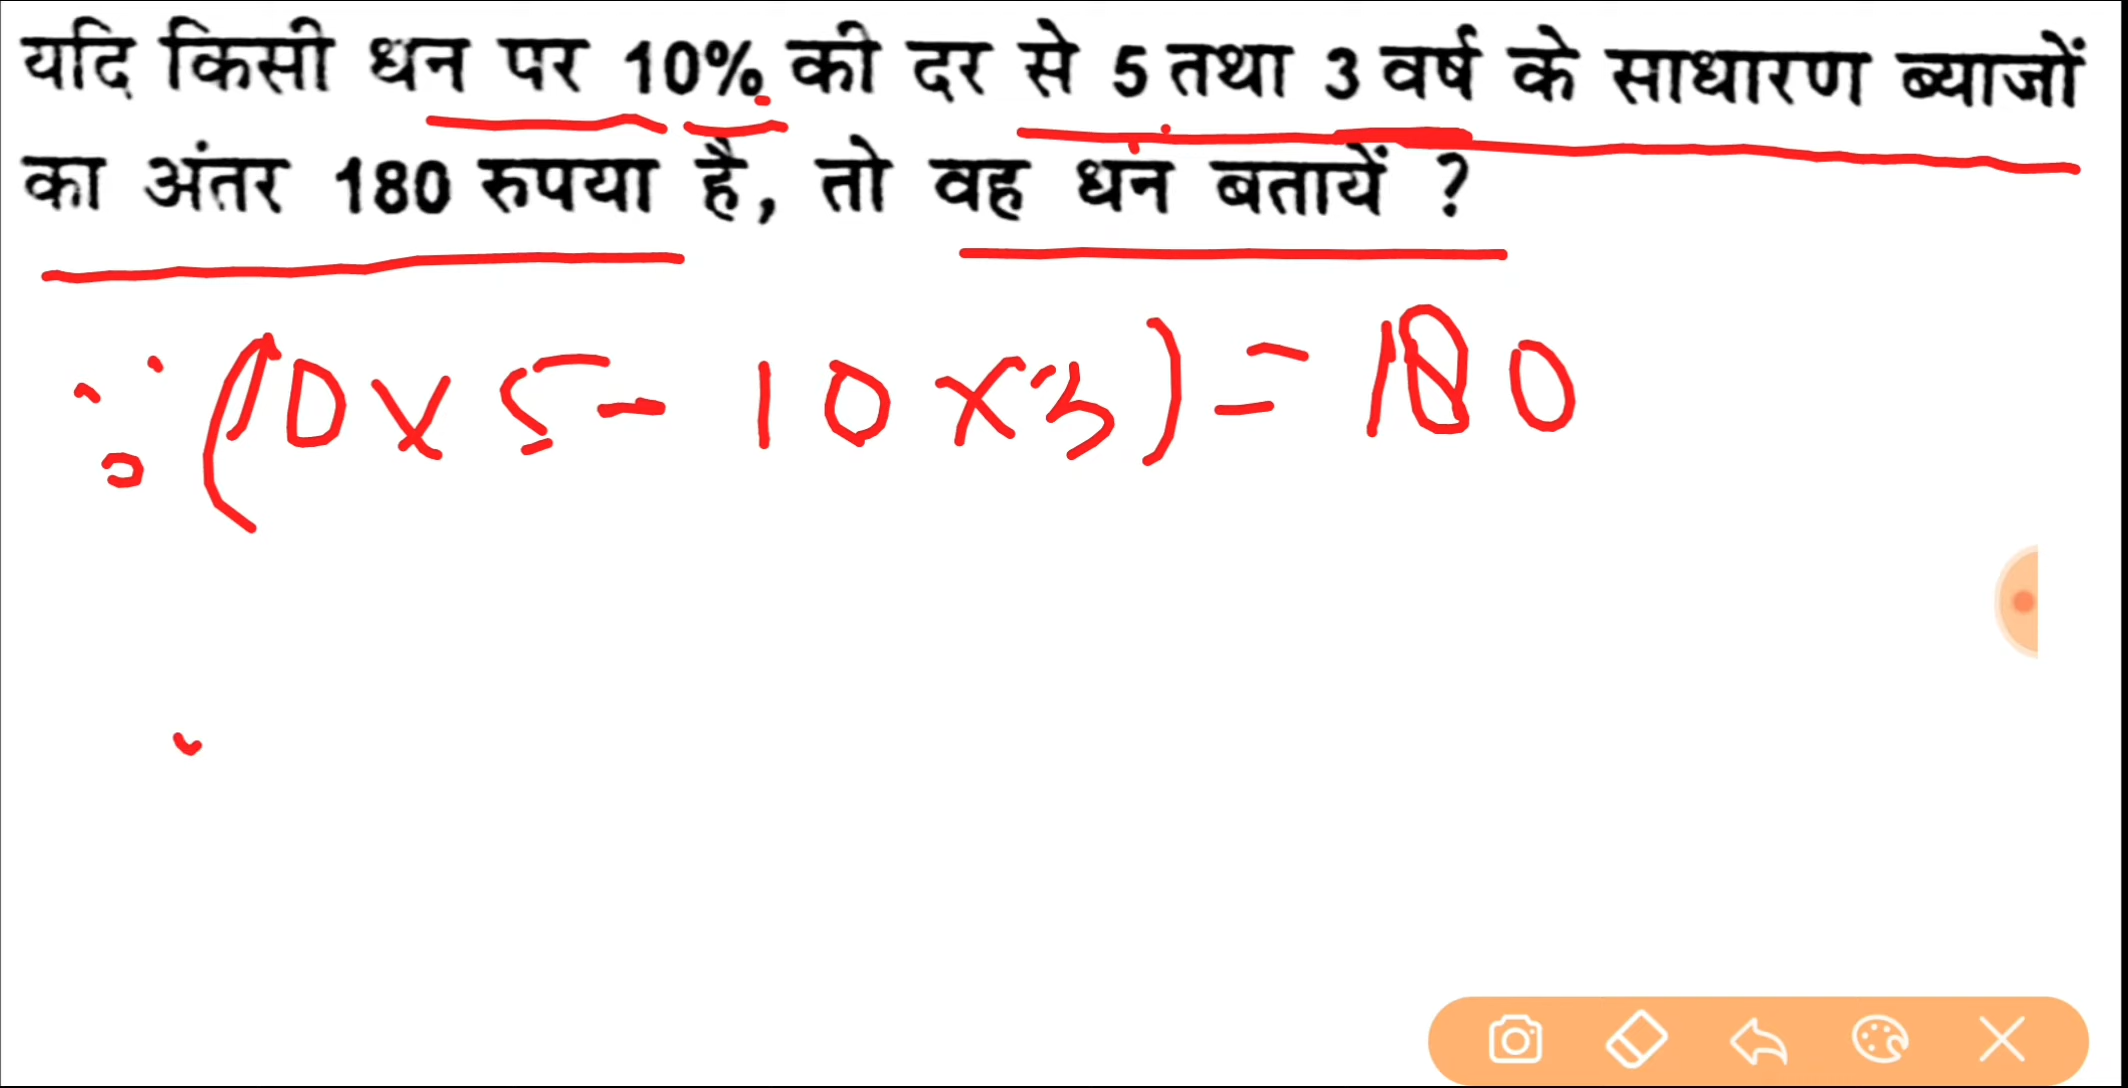 यदि किसी धन पर 10% की दर से 5 तथा 3 वर्ष के साधारण ब्याजों
का अंतर 180 रुपया है, तो वह धन बतायें ?
∵ (10 × 5 - 10 × 3) = 180